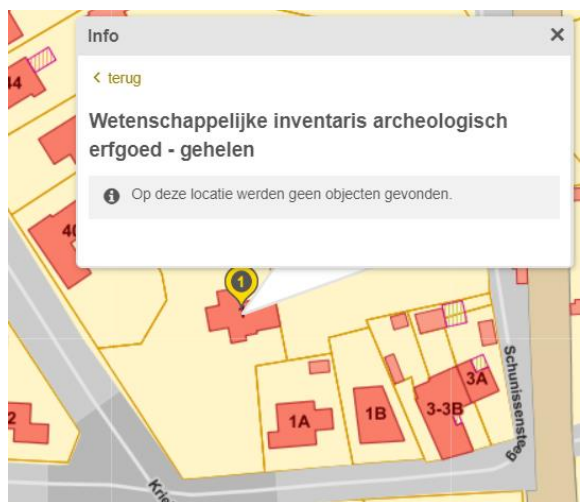 Info
×
< terug
Wetenschappelijke inventaris archeologisch
erfgoed - gehelen
Op deze locatie werden geen objecten gevonden.
44
40
1
1A
1B
3-3B
3A
2
Schunissensteeg